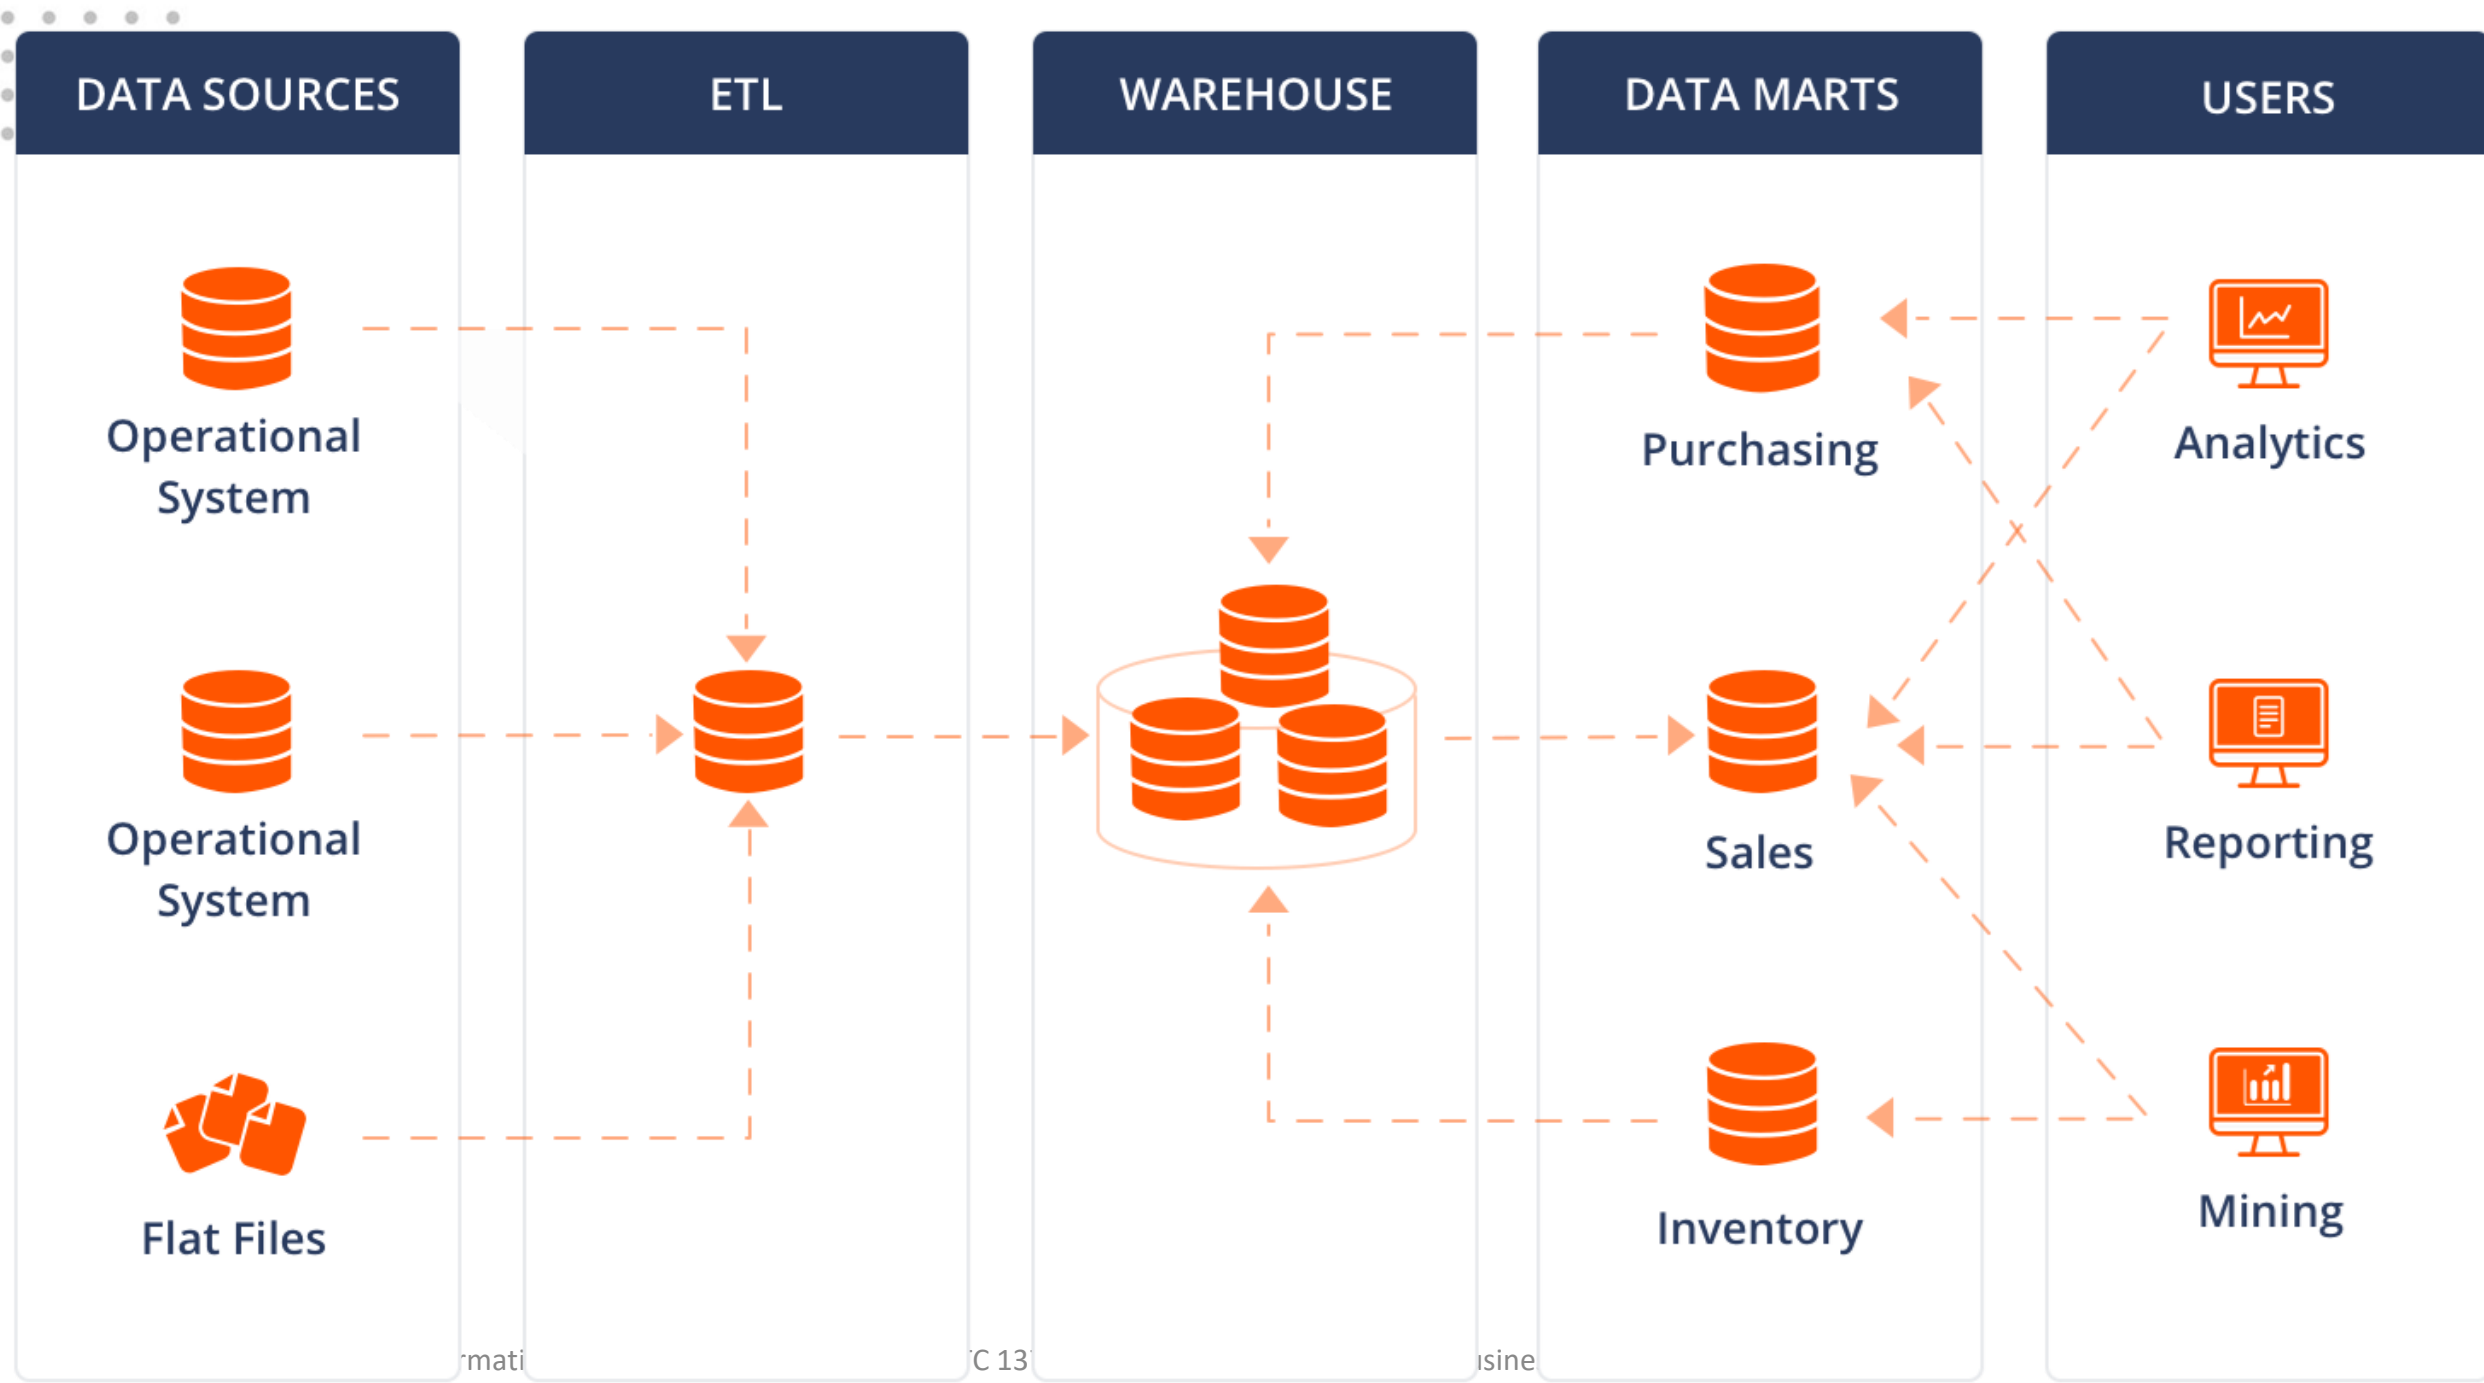 DATA SOURCES
ETL
WAREHOUSE
DATA MARTS
USERS
Operational
System
Operational
System
Flat Files
Purchasing
Sales
Inventory
Analytics
Reporting
Mining